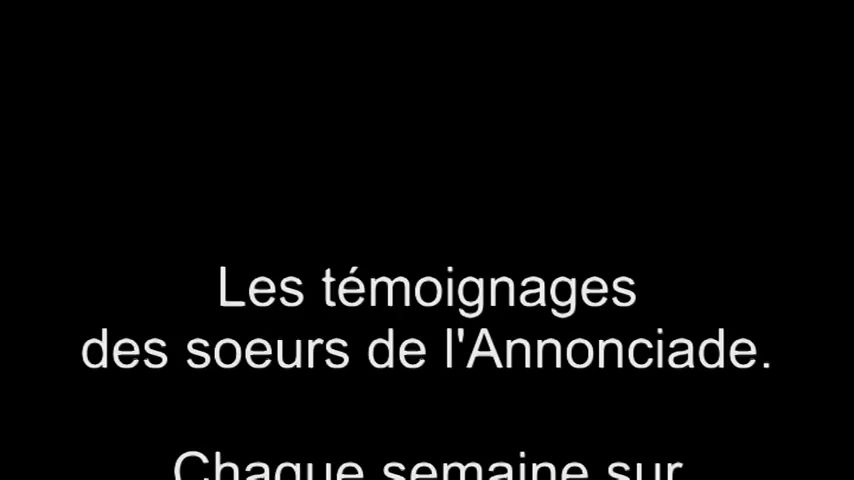 Les témoignages
des soeurs de l'Annonciade.
Chaque semaine sur